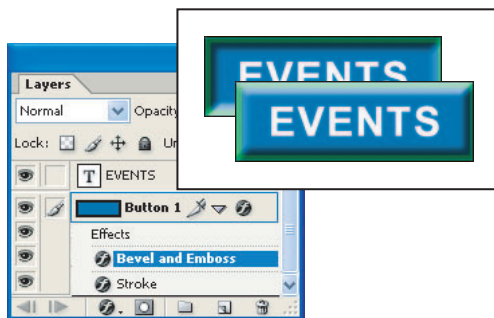 EVENTS
EVENTS
Layers
Normal
Opacity
Lock:
EVENTS
Button 1
Effects
Bevel and Emboss
Stroke